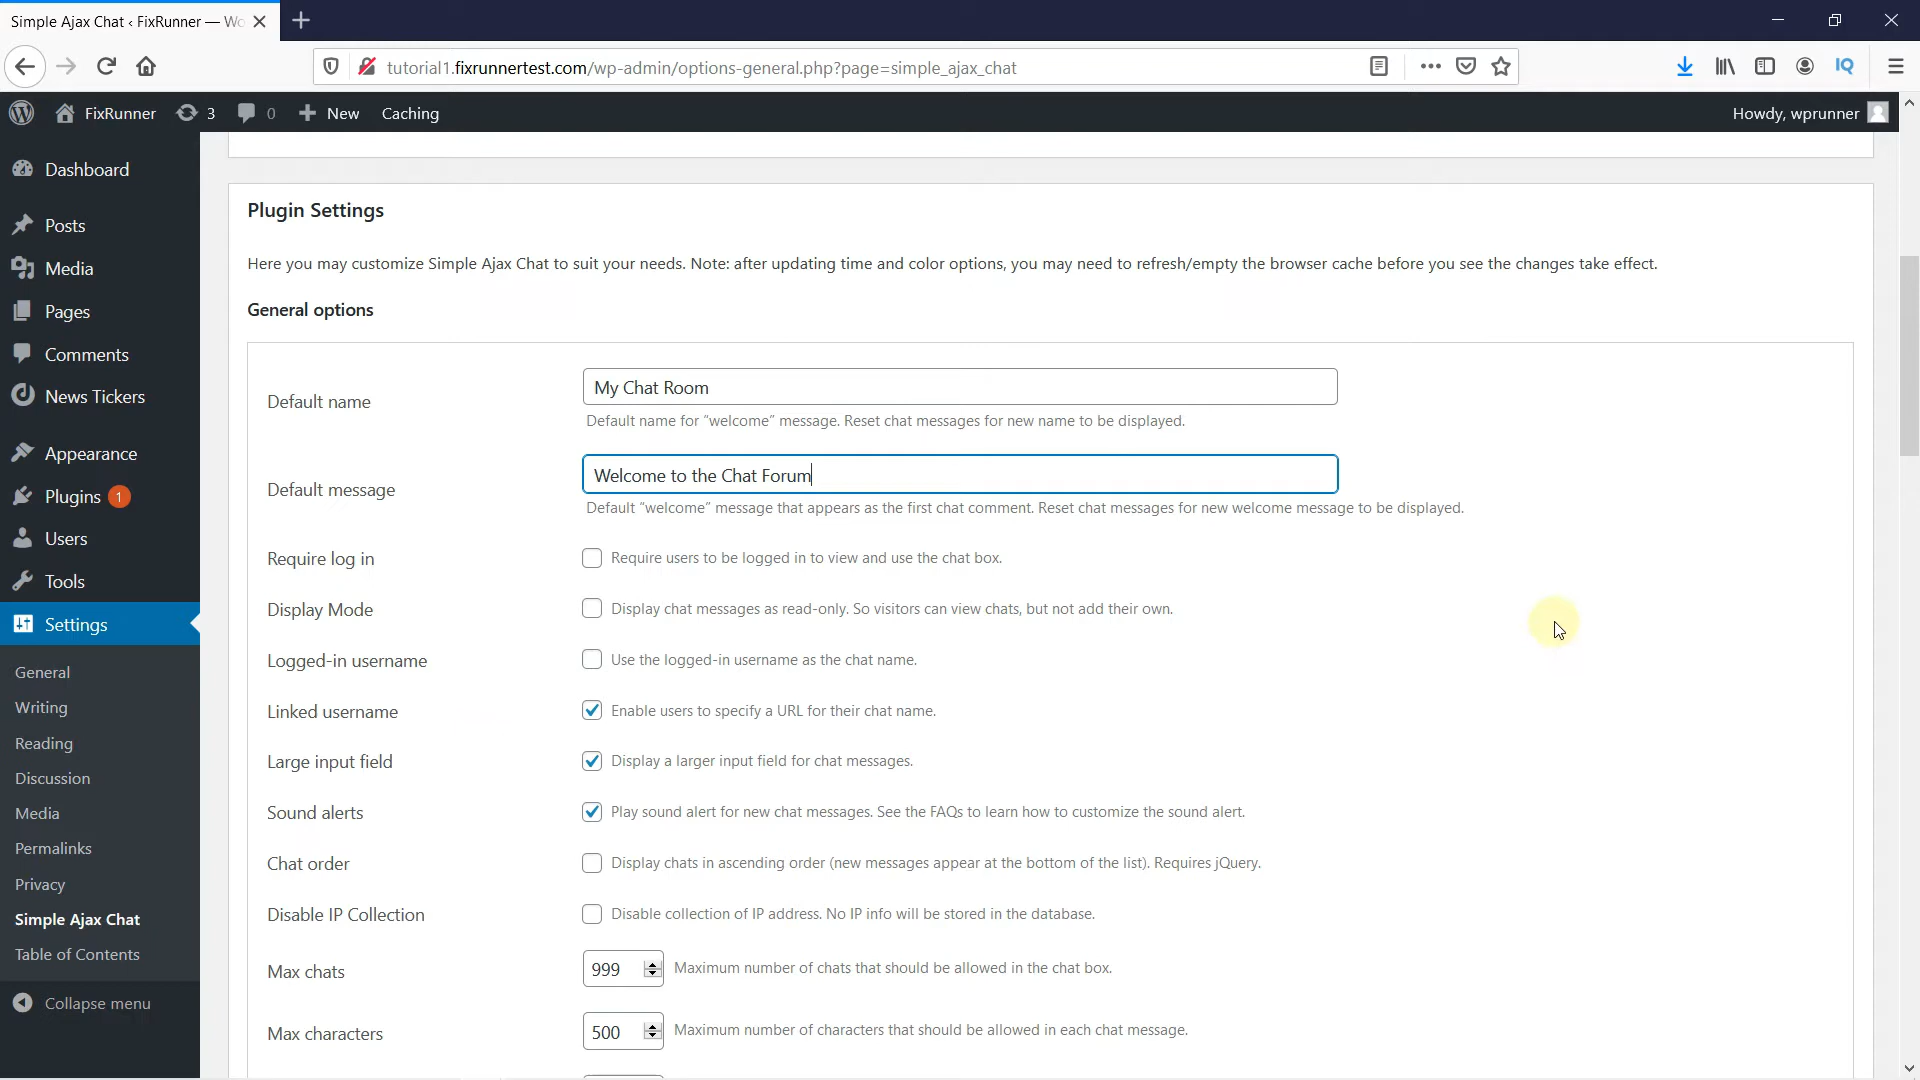 Simple Ajax Chat ‹ FixRunner — Wo
tutorial1.fixrunnertest.com/wp-admin/options-general.php?page=simple_ajax_chat
IQ
FixRunner
3
0
New
Caching
Howdy, wprunner
Dashboard
Posts
Media
Pages
Comments
News Tickers
Appearance
Plugins 1
Users
Tools
Settings
General
Writing
Reading
Discussion
Media
Permalinks
Privacy
Simple Ajax Chat
Table of Contents
Collapse menu
Plugin Settings
Here you may customize Simple Ajax Chat to suit your needs. Note: after updating time and color options, you may need to refresh/empty the browser cache before you see the changes take effect.
General options
Default name
My Chat Room
Default name for “welcome” message. Reset chat messages for new name to be displayed.
Default message
Welcome to the Chat Forum
Default “welcome” message that appears as the first chat comment. Reset chat messages for new welcome message to be displayed.
Require log in
Require users to be logged in to view and use the chat box.
Display Mode
Display chat messages as read-only. So visitors can view chats, but not add their own.
Logged-in username
Use the logged-in username as the chat name.
Linked username
Enable users to specify a URL for their chat name.
Large input field
Display a larger input field for chat messages.
Sound alerts
Play sound alert for new chat messages. See the FAQs to learn how to customize the sound alert.
Chat order
Display chats in ascending order (new messages appear at the bottom of the list). Requires jQuery.
Disable IP Collection
Disable collection of IP address. No IP info will be stored in the database.
Max chats
999
Maximum number of chats that should be allowed in the chat box.
Max characters
500
Maximum number of characters that should be allowed in each chat message.